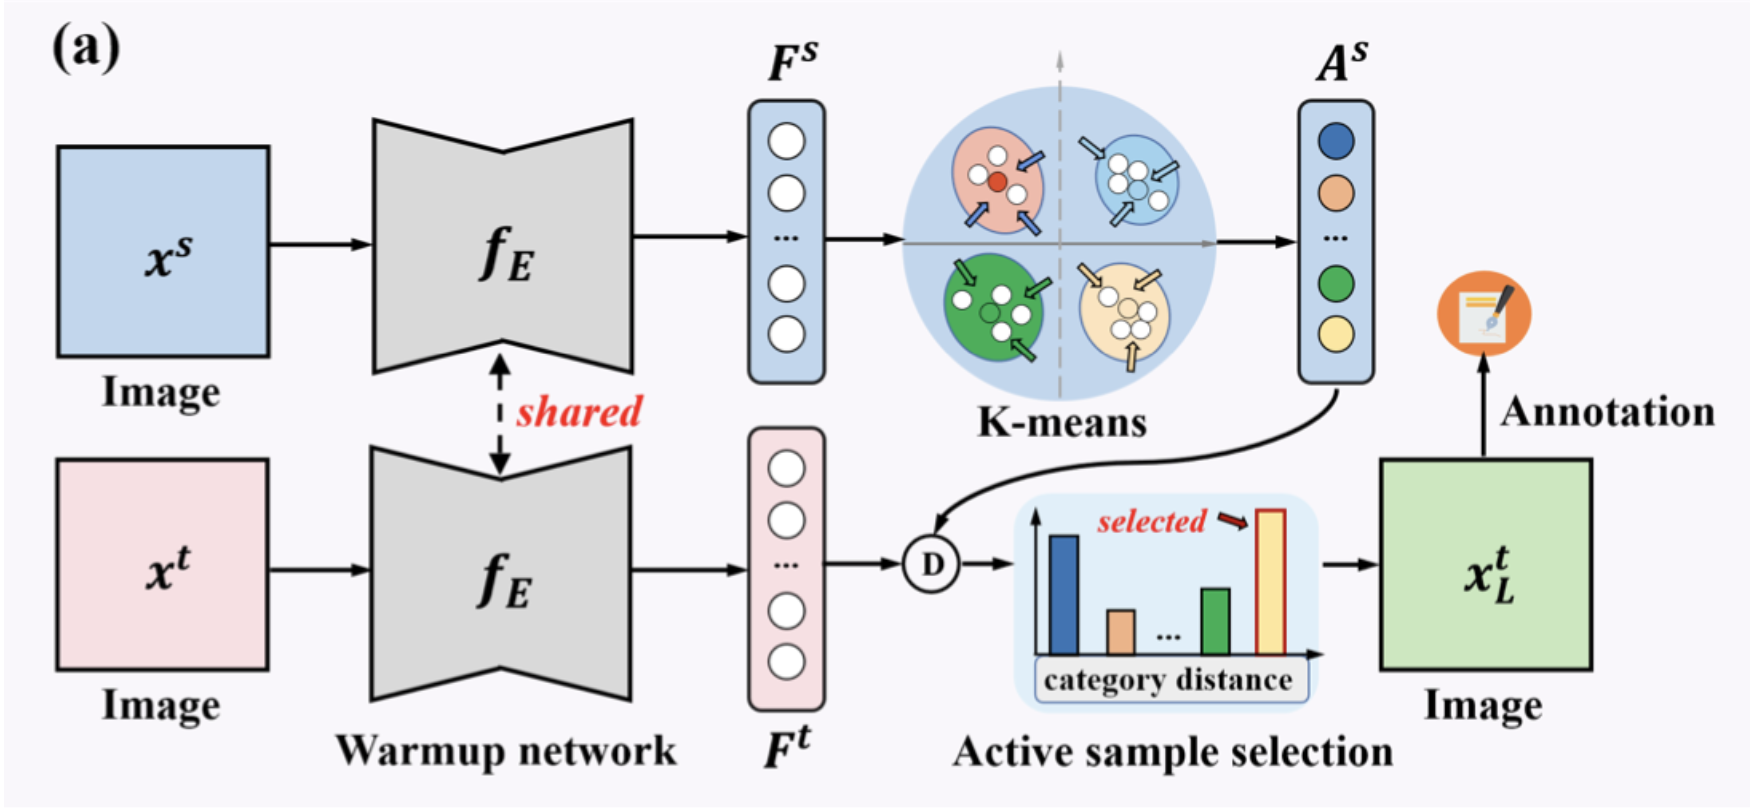 (a)
F^s
A^s
x^s
f_E
...
...
Image
shared
K-means
Annotation
x^t
f_E
...
D
selected
...
category distance
x_L^t
Image
Image
Warmup network
F^t
Active sample selection